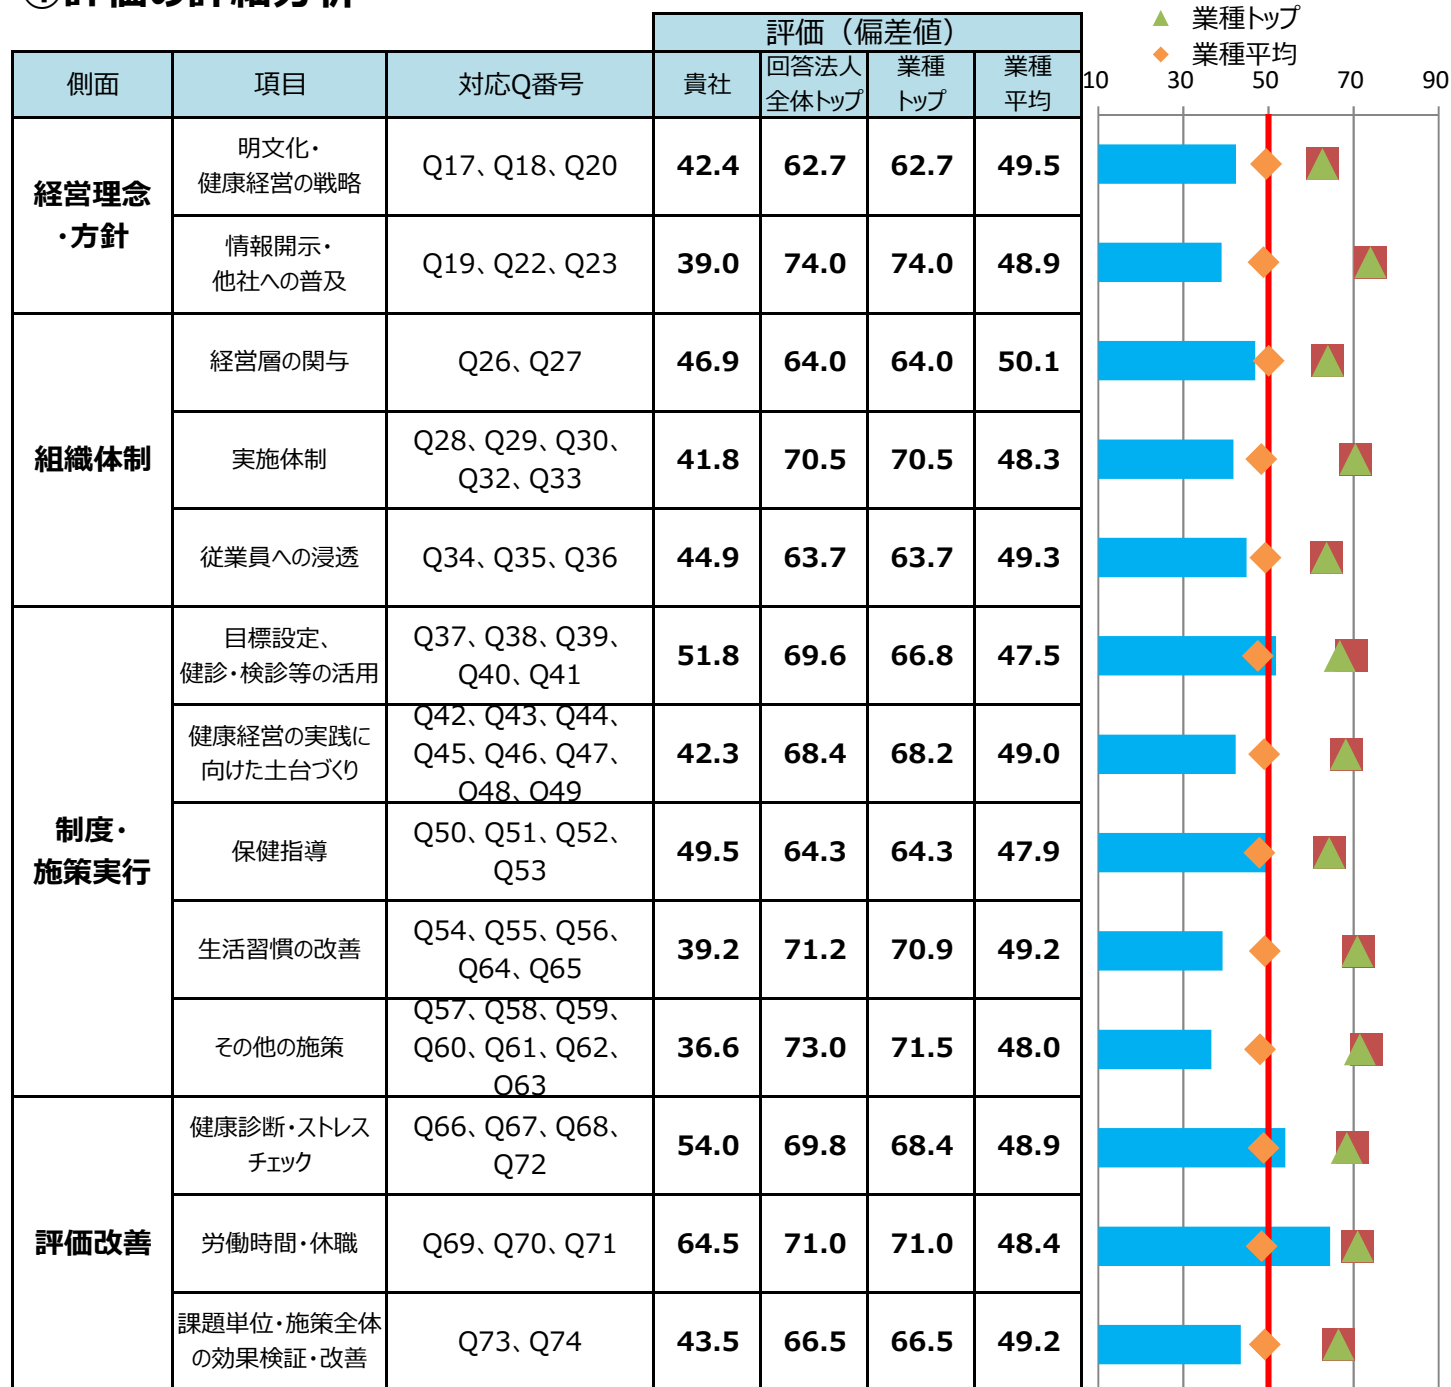 ①評価の詳細分析
▲ 業種トップ
◆ 業種平均
評価（偏差値）
側面 項目 対応Q番号 貴社 回答法人全体トップ 業種トップ 業種平均
10 30 50 70 90
経営理念・方針
明文化・健康経営の戦略 Q17、Q18、Q20 42.4 62.7 62.7 49.5
情報開示・他社への普及 Q19、Q22、Q23 39.0 74.0 74.0 48.9
組織体制
経営層の関与 Q26、Q27 46.9 64.0 64.0 50.1
実施体制 Q28、Q29、Q30、Q32、Q33 41.8 70.5 70.5 48.3
従業員への浸透 Q34、Q35、Q36 44.9 63.7 63.7 49.3
制度・施策実行
目標設定、健診・検診等の活用 Q37、Q38、Q39、Q40、Q41 51.8 69.6 66.8 47.5
健康経営の実践に向けた土台づくり Q42、Q43、Q44、Q45、Q46、Q47、Q48、Q49 42.3 68.4 68.2 49.0
保健指導 Q50、Q51、Q52、Q53 49.5 64.3 64.3 47.9
生活習慣の改善 Q54、Q55、Q56、Q64、Q65 39.2 71.2 70.9 49.2
その他の施策 Q57、Q58、Q59、Q60、Q61、Q62、Q63 36.6 73.0 71.5 48.0
評価改善
健康診断・ストレスチェック Q66、Q67、Q68、Q72 54.0 69.8 68.4 48.9
労働時間・休職 Q69、Q70、Q71 64.5 71.0 71.0 48.4
課題単位・施策全体の効果検証・改善 Q73、Q74 43.5 66.5 66.5 49.2